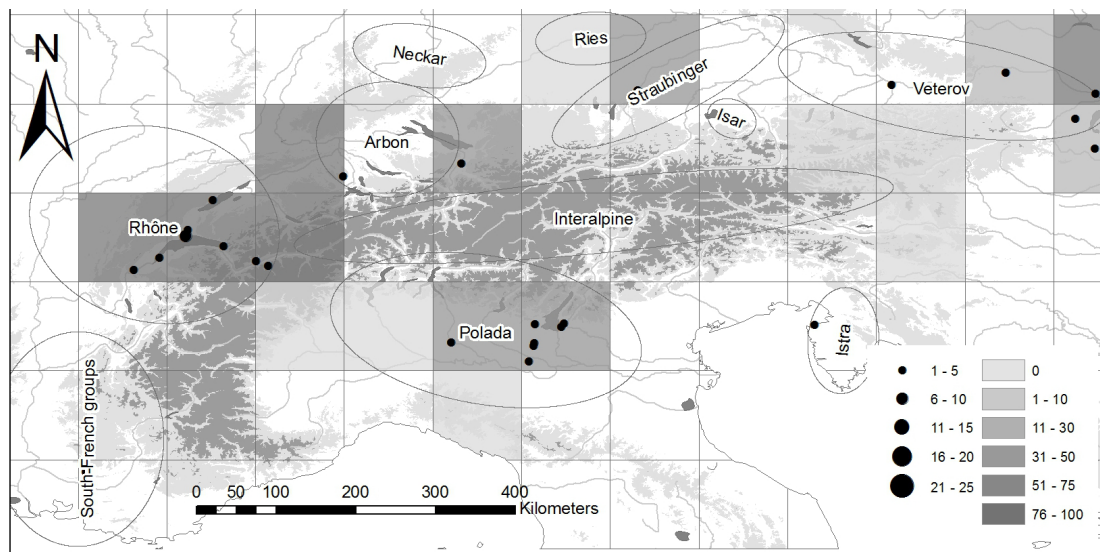 N
Neckar
Ries
Straubinger
Veterov
Isar
Arbon
Interalpine
Rhône
Polada
Istra
South-French groups
0 50 100 200 300 400
Kilometers
1 - 5 0
6 - 10 1 - 10
11 - 15 11 - 30
16 - 20 31 - 50
21 - 25 51 - 75
76 - 100